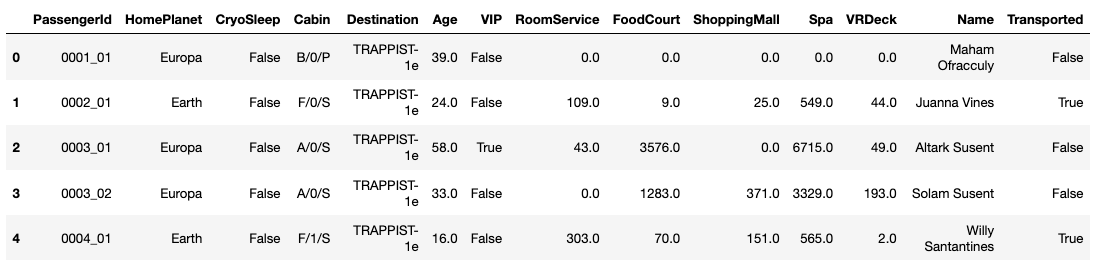 PassengerId HomePlanet CryoSleep Cabin Destination Age VIP RoomService FoodCourt ShoppingMall Spa VRDeck Name Transported
0 0001_01 Europa False B/0/P TRAPPIST-1e 39.0 False 0.0 0.0 0.0 0.0 0.0 Maham Ofracculy False
1 0002_01 Earth False F/0/S TRAPPIST-1e 24.0 False 109.0 9.0 25.0 549.0 44.0 Juanna Vines True
2 0003_01 Europa False A/0/S TRAPPIST-1e 58.0 True 43.0 3576.0 0.0 6715.0 49.0 Altark Susent False
3 0003_02 Europa False A/0/S TRAPPIST-1e 33.0 False 0.0 1283.0 371.0 3329.0 193.0 Solam Susent False
4 0004_01 Earth False F/1/S TRAPPIST-1e 16.0 False 303.0 70.0 151.0 565.0 2.0 Willy Santantines True